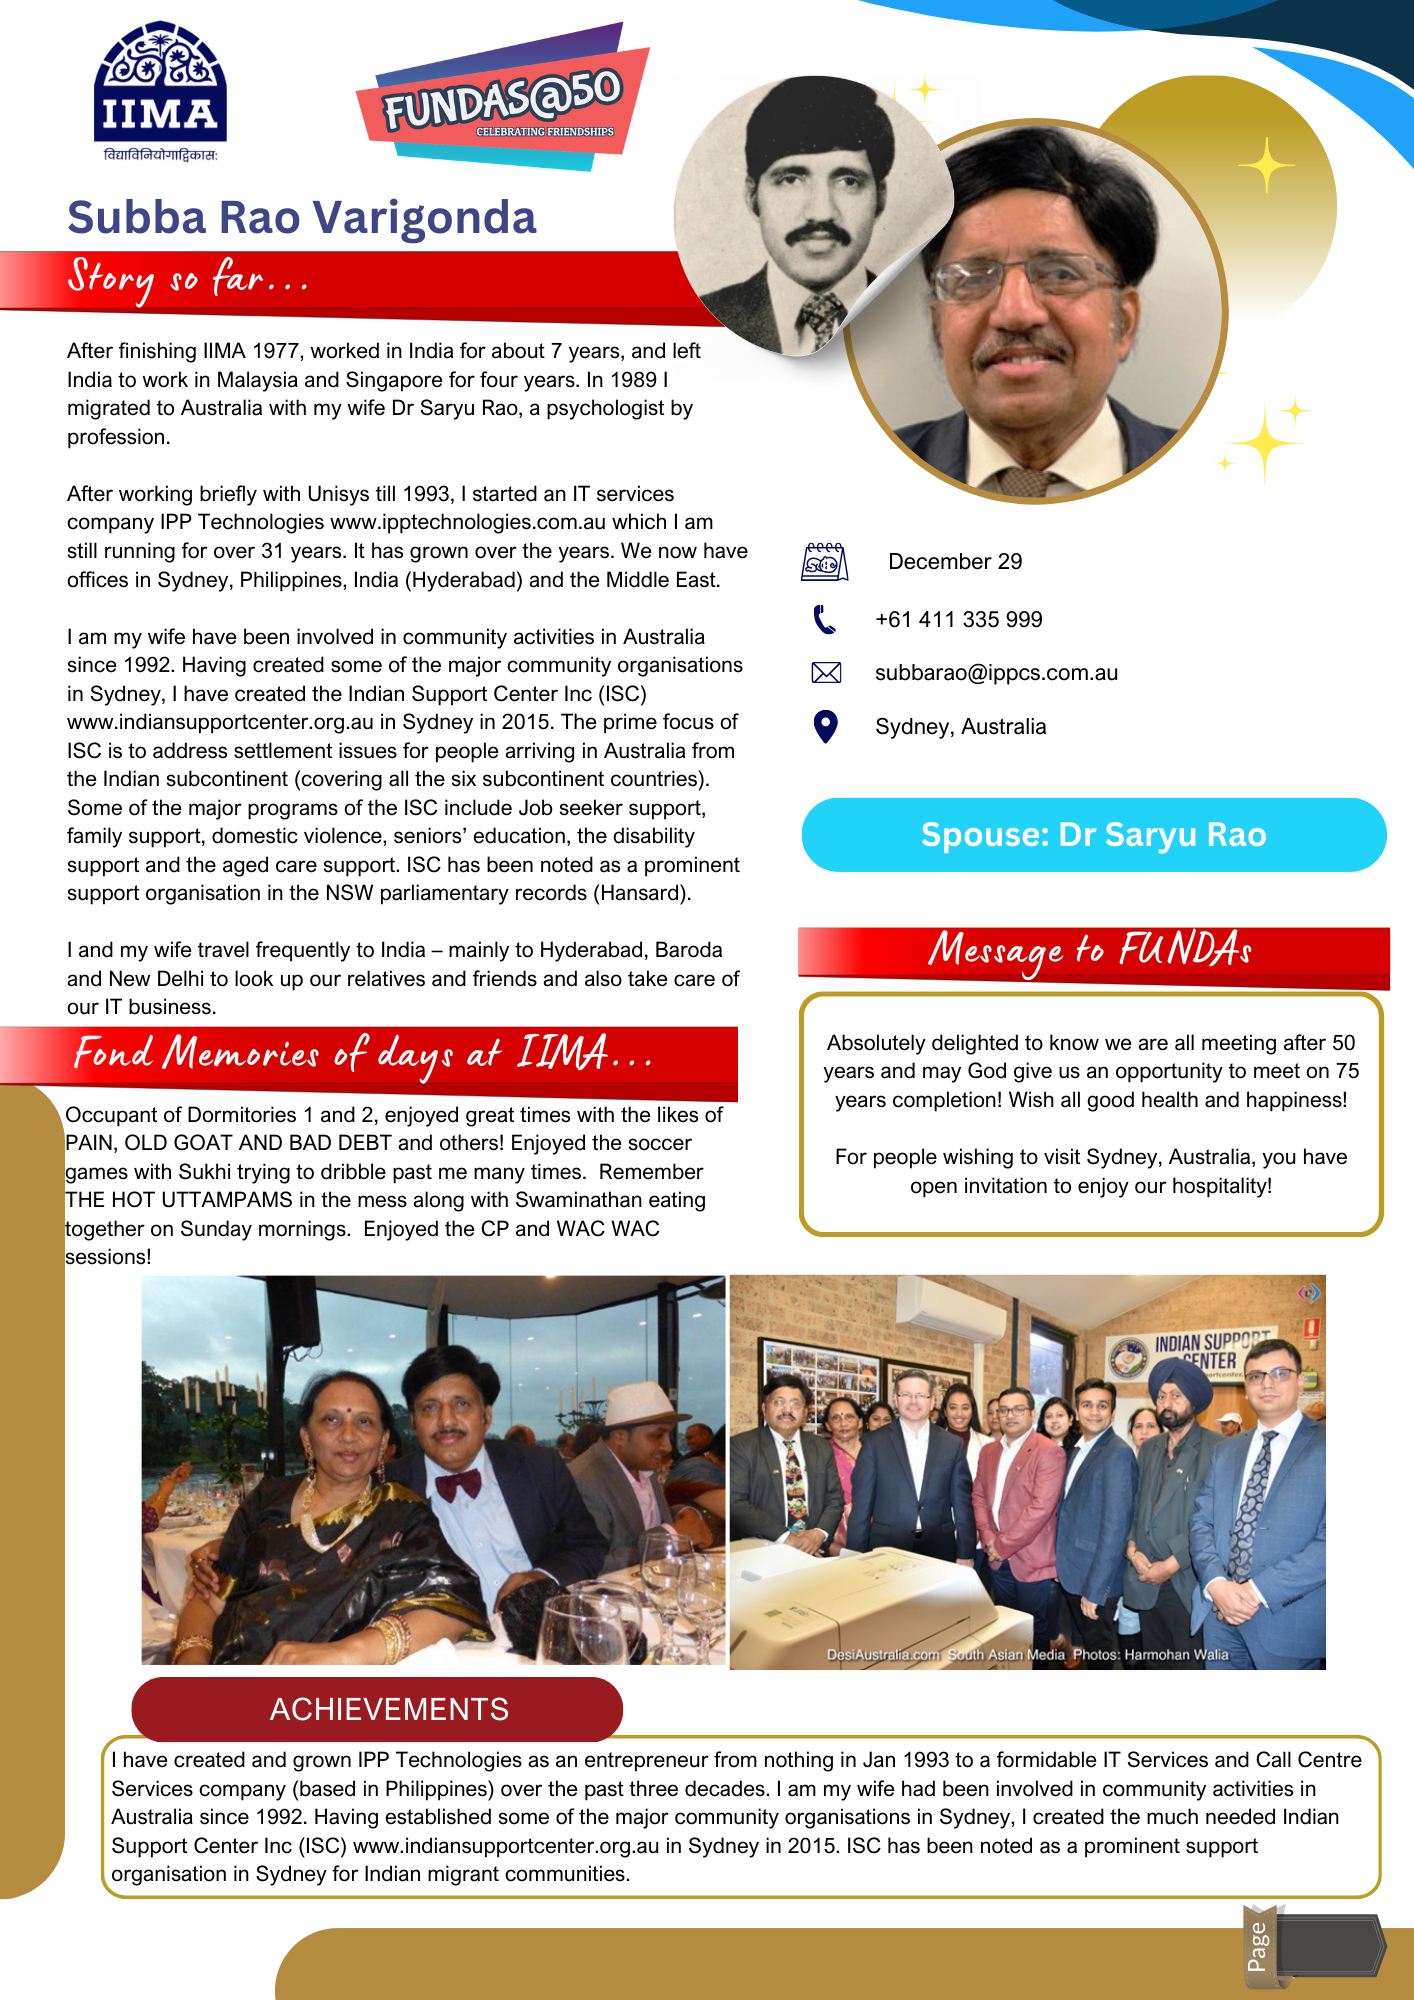 IIMA
विद्याविनियोगाद्विकास:
FUNDAS@50
CELEBRATING FRIENDSHIPS
Subba Rao Varigonda
Story so far...
After finishing IIMA 1977, worked in India for about 7 years, and left
India to work in Malaysia and Singapore for four years. In 1989 I
migrated to Australia with my wife Dr Saryu Rao, a psychologist by
profession.
After working briefly with Unisys till 1993, I started an IT services
company IPP Technologies www.ipptechnologies.com.au which I am
still running for over 31 years. It has grown over the years. We now have
offices in Sydney, Philippines, India (Hyderabad) and the Middle East.
I am my wife have been involved in community activities in Australia
since 1992. Having created some of the major community organisations
in Sydney, I have created the Indian Support Center Inc (ISC)
www.indiansupportcenter.org.au in Sydney in 2015. The prime focus of
ISC is to address settlement issues for people arriving in Australia from
the Indian subcontinent (covering all the six subcontinent countries).
Some of the major programs of the ISC include Job seeker support,
family support, domestic violence, seniors’ education, the disability
support and the aged care support. ISC has been noted as a prominent
support organisation in the NSW parliamentary records (Hansard).
I and my wife travel frequently to India – mainly to Hyderabad, Baroda
and New Delhi to look up our relatives and friends and also take care of
our IT business.
December 29
+61 411 335 999
subbarao@ippcs.com.au
Sydney, Australia
Spouse: Dr Saryu Rao
Message to FUNDAs
Absolutely delighted to know we are all meeting after 50
years and may God give us an opportunity to meet on 75
years completion! Wish all good health and happiness!
For people wishing to visit Sydney, Australia, you have
open invitation to enjoy our hospitality!
Fond Memories of days at IIMA...
Occupant of Dormitories 1 and 2, enjoyed great times with the likes of
PAIN, OLD GOAT AND BAD DEBT and others! Enjoyed the soccer
games with Sukhi trying to dribble past me many times.  Remember
THE HOT UTTAMPAMS in the mess along with Swaminathan eating
together on Sunday mornings.  Enjoyed the CP and WAC WAC
sessions!
INDIAN SUPPORT
CENTER
DesiAustralia.com South Asian Media Photos: Harmohan Walia
ACHIEVEMENTS
I have created and grown IPP Technologies as an entrepreneur from nothing in Jan 1993 to a formidable IT Services and Call Centre
Services company (based in Philippines) over the past three decades. I am my wife had been involved in community activities in
Australia since 1992. Having established some of the major community organisations in Sydney, I created the much needed Indian
Support Center Inc (ISC) www.indiansupportcenter.org.au in Sydney in 2015. ISC has been noted as a prominent support
organisation in Sydney for Indian migrant communities.
Page